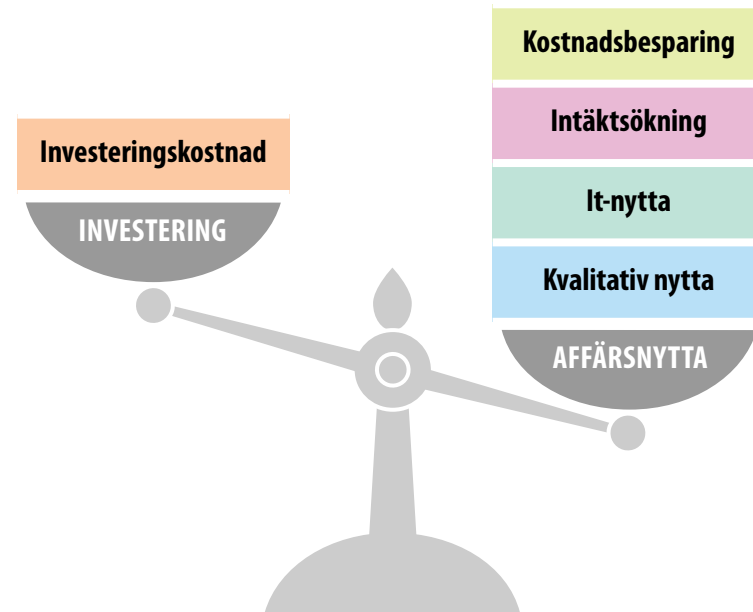 Kostnadsbesparing
Intäktsökning
It-nytta
Kvalitativ nytta
AFFÄRSNYTTA
Investeringskostnad
INVESTERING